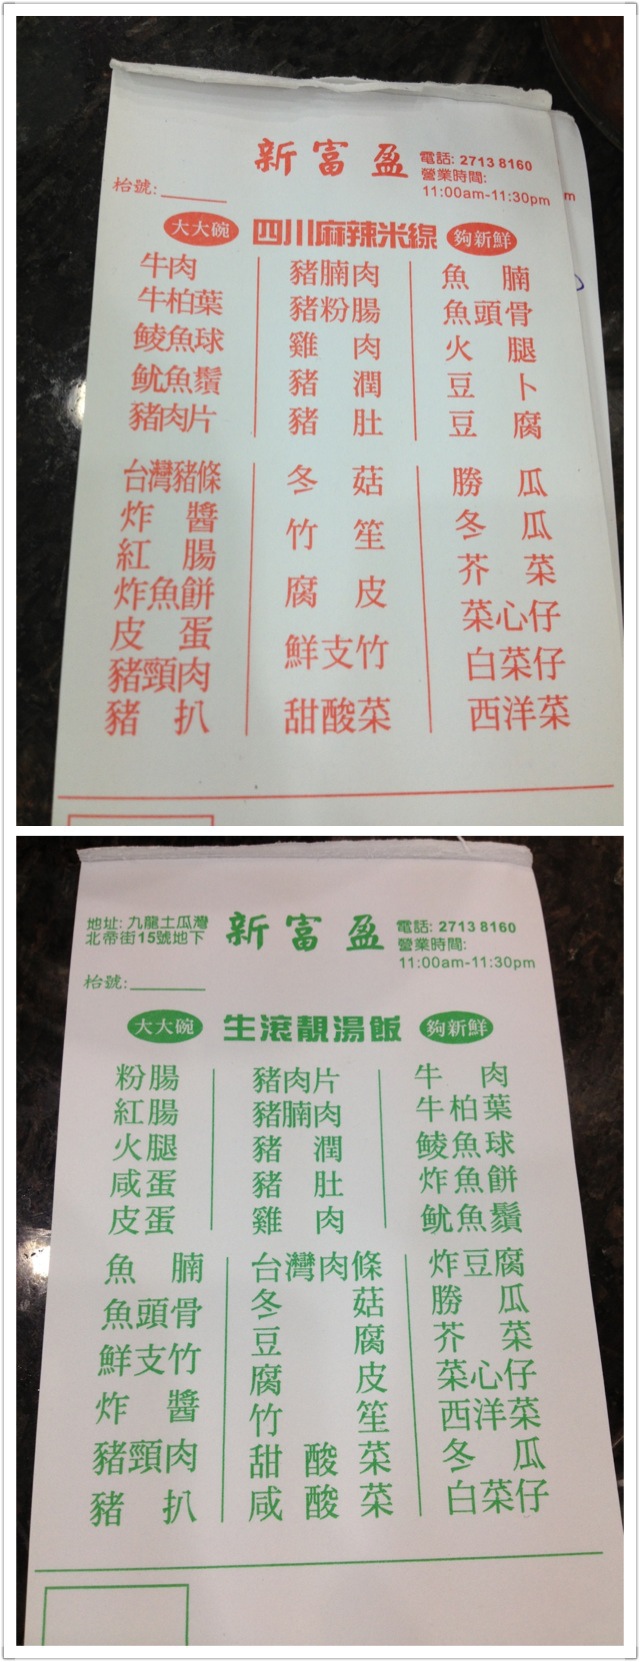 新富盈
電話: 2713 8160
營業時間:
11:00am-11:30pm
枱號:
大大碗 四川麻辣米線 夠新鮮
牛肉 豬腩肉 魚腩
牛柏葉 豬粉腸 魚頭骨
鯪魚球 雞肉 火腿
魷魚鬚 豬潤 豆卜
豬肉片 豬肚 豆腐
台灣豬條
炸醬
紅腸
炸魚餅
皮蛋
豬頸肉
豬扒
冬菇
竹笙
腐皮
鮮支竹
甜酸菜
勝瓜
冬瓜
芥菜
菜心仔
白菜仔
西洋菜
m
地址: 九龍土瓜灣
北帝街15號地下
新富盈
電話: 2713 8160
營業時間:
11:00am-11:30pm
枱號:
大大碗 生滾靚湯飯 夠新鮮
粉腸 豬肉片 牛肉
紅腸 豬腩肉 牛柏葉
火腿 豬潤 鯪魚球
咸蛋 豬肚 炸魚餅
皮蛋 雞肉 魷魚鬚
魚腩
魚頭骨
鮮支竹
炸醬
豬頸肉
豬扒
台灣肉條
冬菇
豆腐
腐皮
竹笙
甜酸菜
咸酸菜
炸豆腐
勝瓜
芥菜
菜心仔
西洋菜
冬瓜
白菜仔